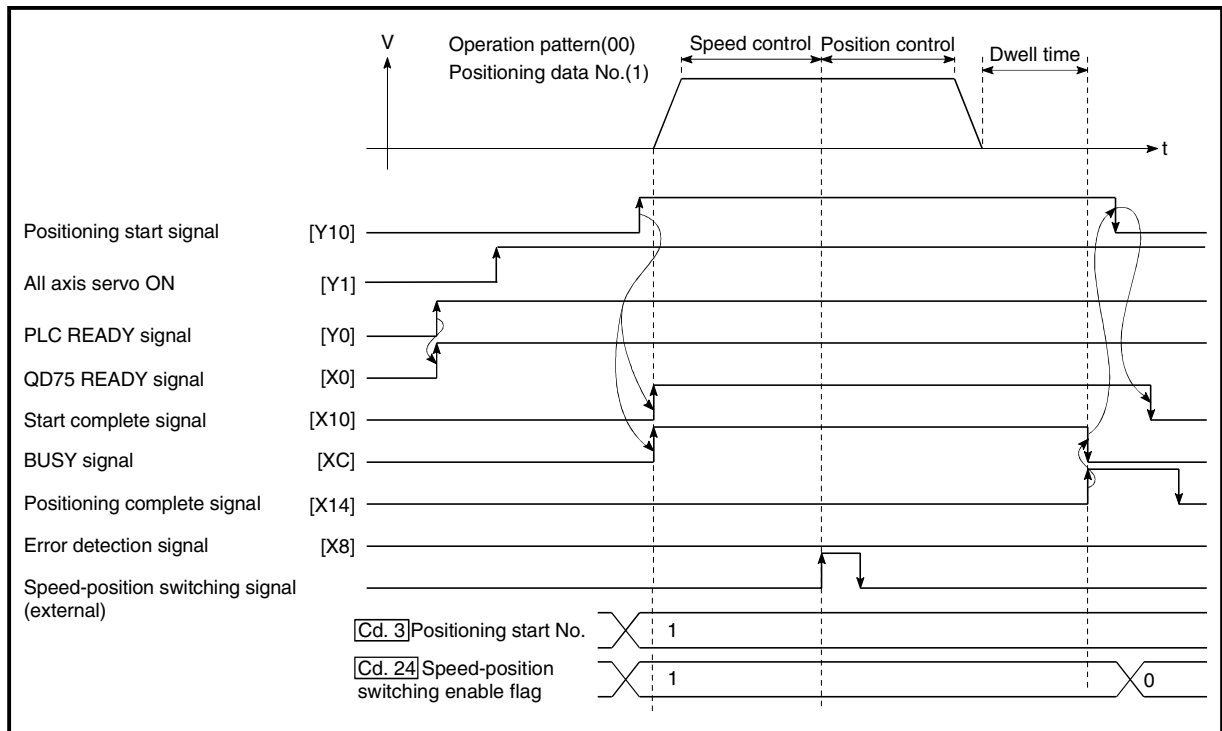 V
Operation pattern(00)
Positioning data No.(1)
Speed control
Position control
Dwell time
t
Positioning start signal [Y10]
All axis servo ON [Y1]
PLC READY signal [Y0]
QD75 READY signal [X0]
Start complete signal [X10]
BUSY signal [XC]
Positioning complete signal [X14]
Error detection signal [X8]
Speed-position switching signal
(external)
Cd. 3 Positioning start No. 1
Cd. 24 Speed-position
switching enable flag 1 0